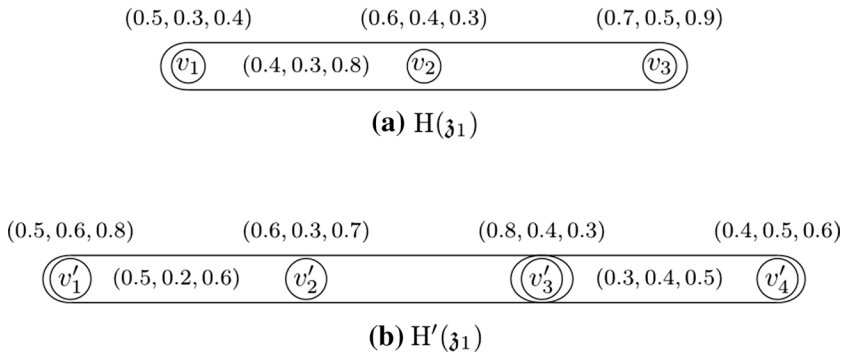 (0.5, 0.3, 0.4) (0.6, 0.4, 0.3) (0.7, 0.5, 0.9)
v₁ (0.4, 0.3, 0.8) v₂ v₃
(a) H(𝔷₁)
(0.5, 0.6, 0.8) (0.6, 0.3, 0.7) (0.8, 0.4, 0.3) (0.4, 0.5, 0.6)
v′₁ (0.5, 0.2, 0.6) v′₂ v′₃ (0.3, 0.4, 0.5) v′₄
(b) H′(𝔷₁)